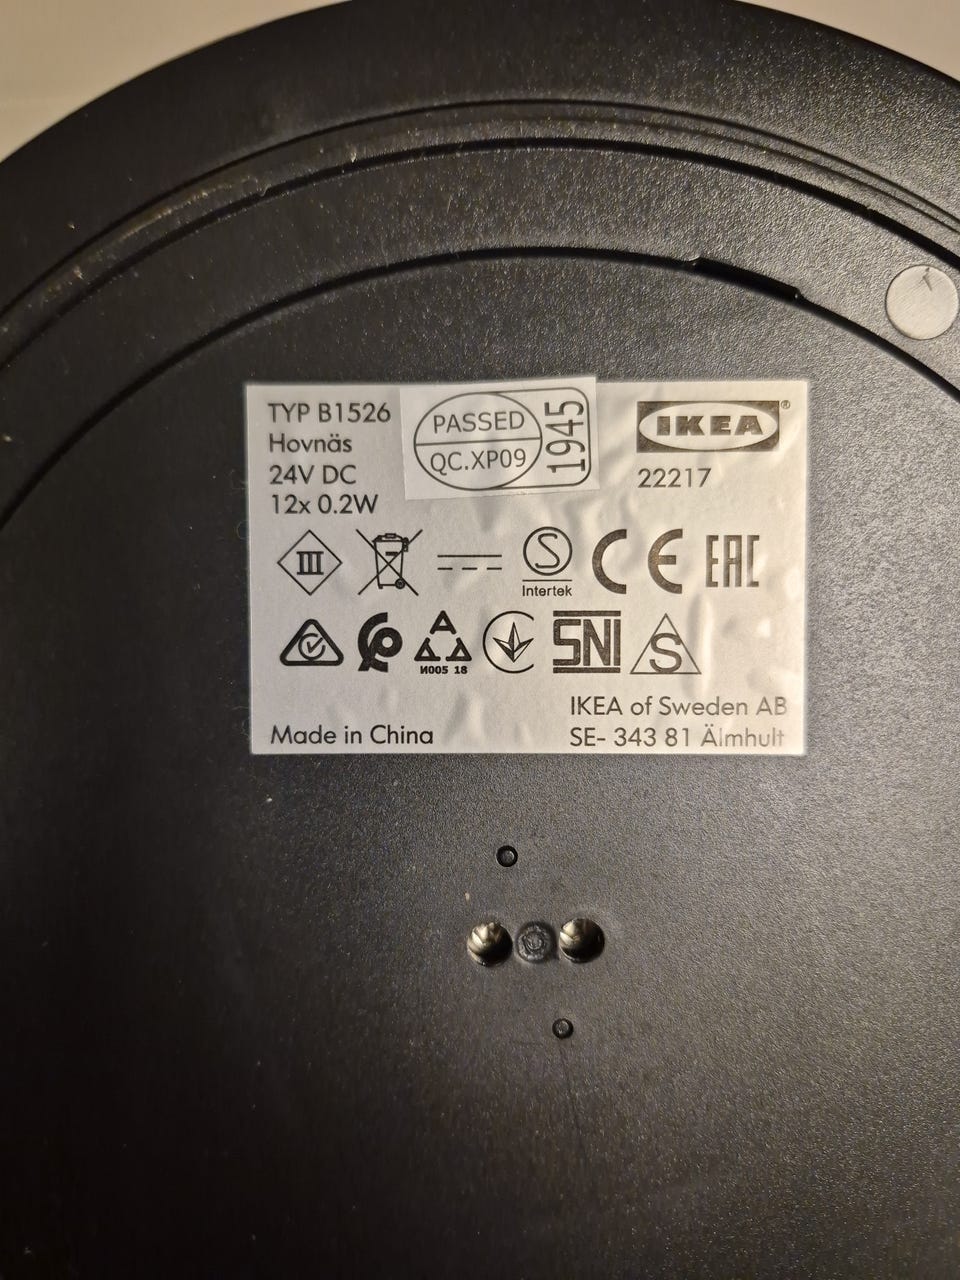 TYP B1526
Hovnäs
24V DC
12x 0.2W
PASSED
QC.XP09
1945
IKEA®
22217
III
S
Intertek
CE
EAC
A
И005 18
SNI
S
Made in China
IKEA of Sweden AB
SE- 343 81 Älmhult